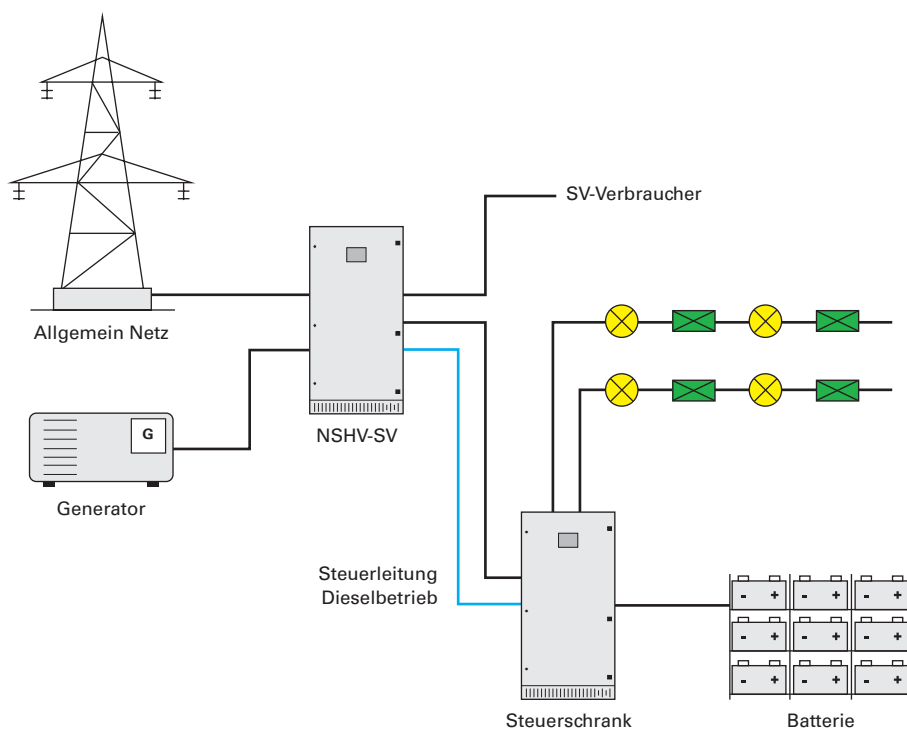 SV-Verbraucher
Allgemein Netz
G
NSHV-SV
Generator
Steuerleitung
Dieselbetrieb
- + - + - +
- + - + - +
- + - + - +
Steuerschrank
Batterie